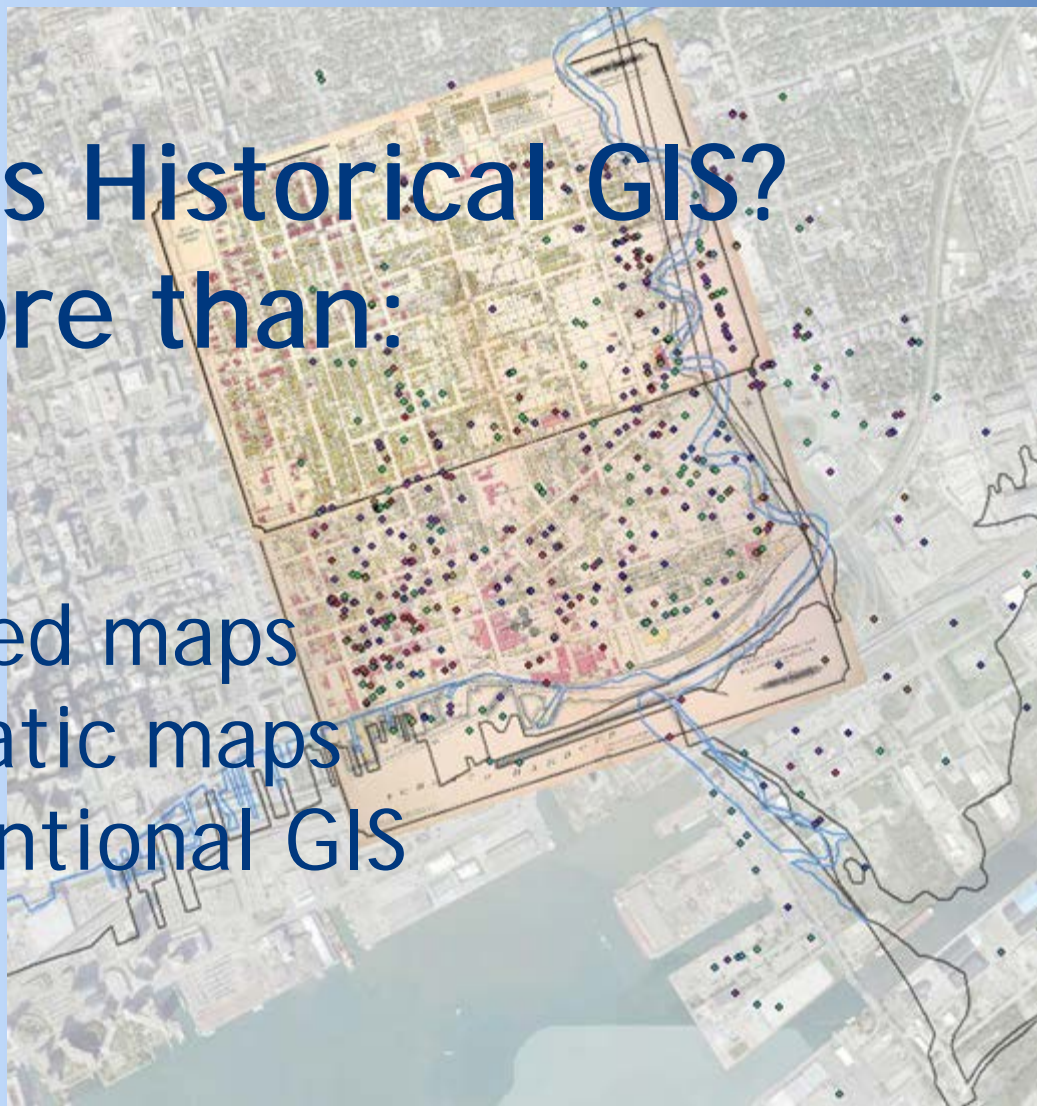 s Historical GIS?
ore than:
ed maps
atic maps
ntional GIS